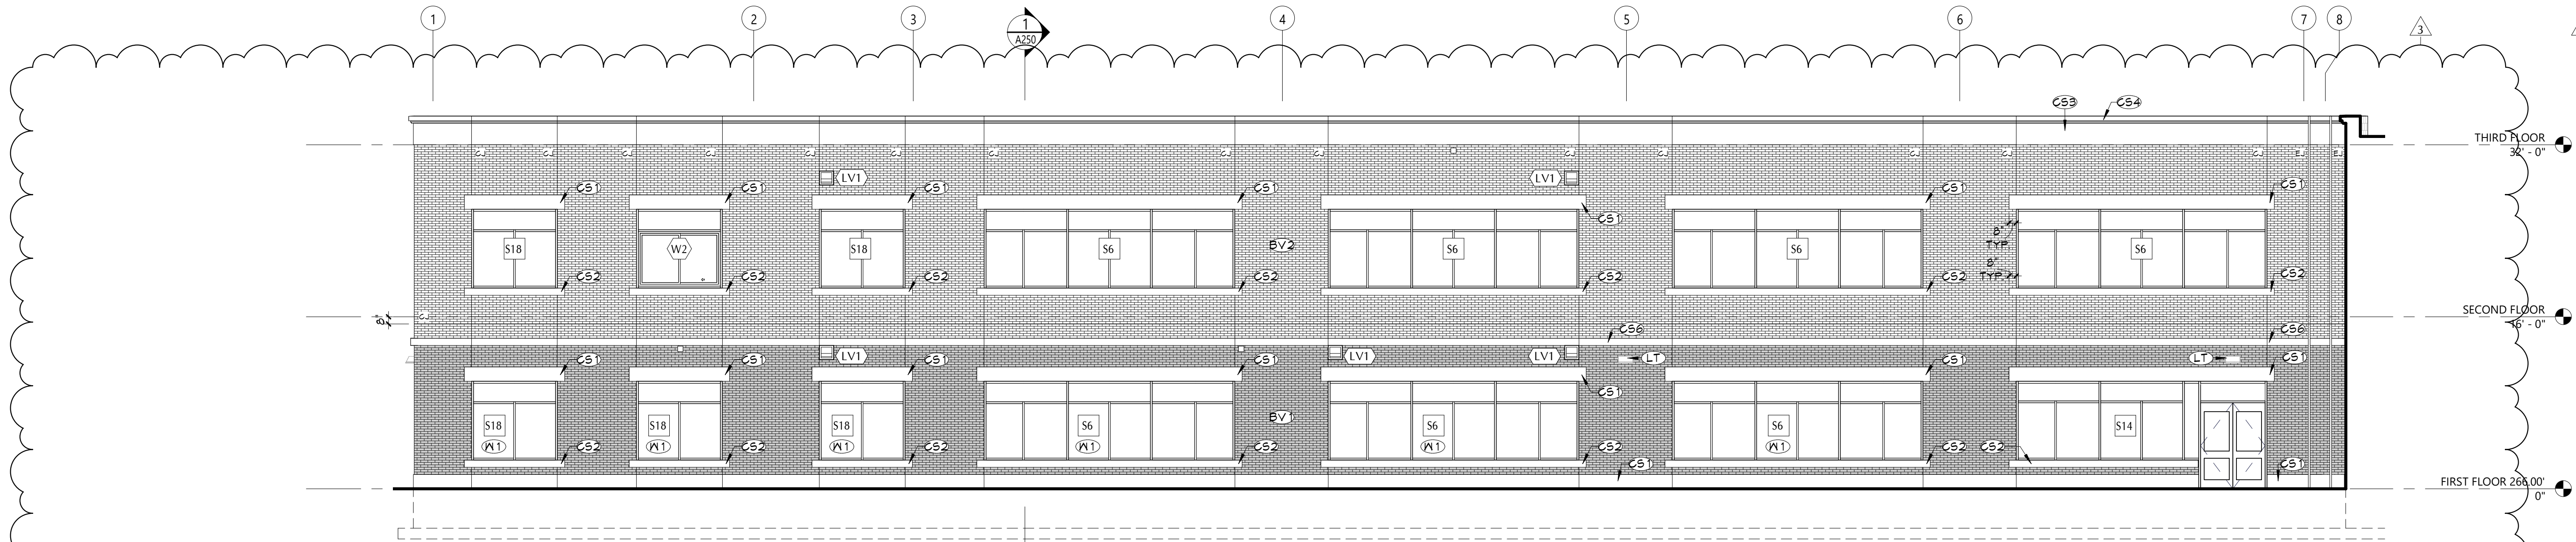 1
2
3
1
A250
4
5
6
7
8
3
CS3
CS4
THIRD FLOOR
32' - 0"
LV1
LV1
CS1
CS1
CS1
CS1
CS1
CS1
CS1
S18
W2
S18
S6
BV2
S6
S6
8"
TYP.
S6
8"
TYP.
CS2
CS2
CS2
CS2
CS2
CS2
CS2
8"
SECOND FLOOR
16' - 0"
CS6
CS6
LV1
LV1
LV1
LT
LT
CS1
CS1
CS1
CS1
CS1
CS1
CS1
S18
S18
S18
S6
BV1
S6
S6
S14
W1
W1
W1
W1
W1
CS2
CS2
CS2
CS2
CS2
CS2
CS2
CS1
CS1
FIRST FLOOR 266.00'
0"